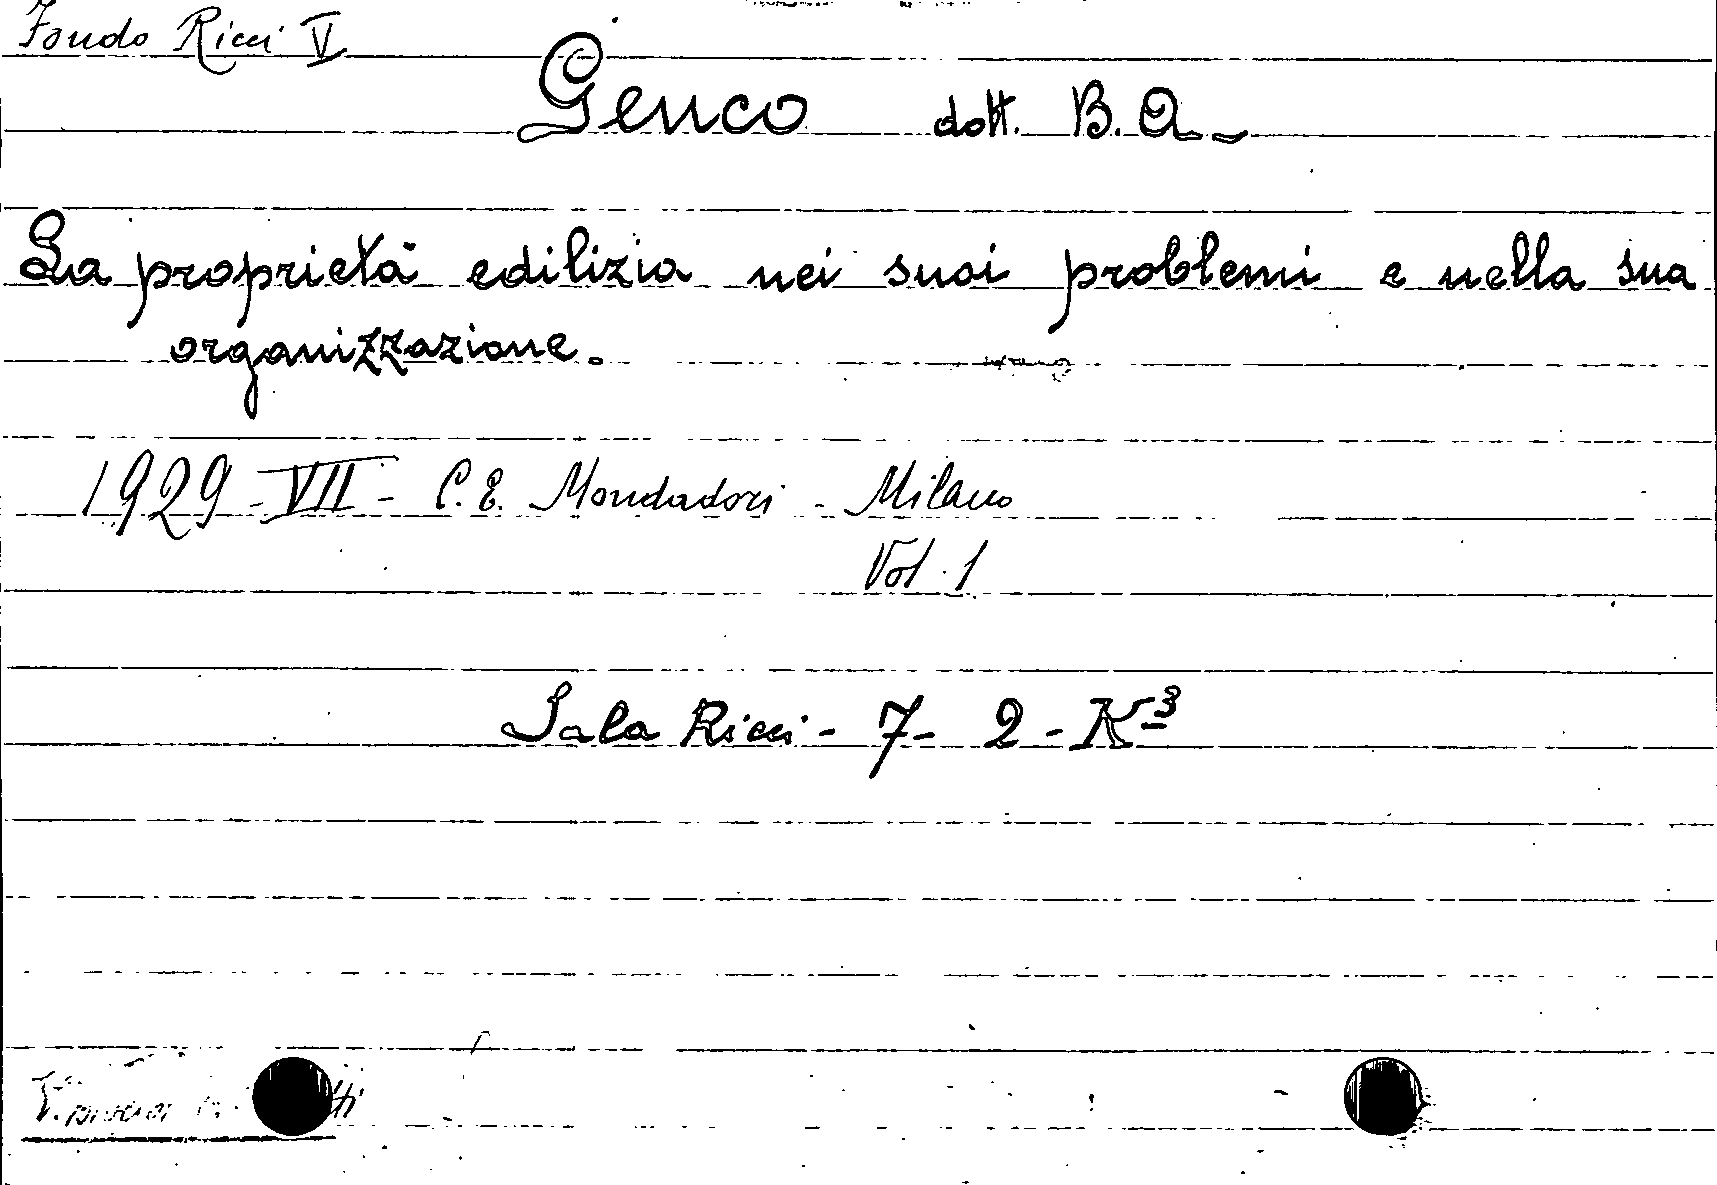 Fondo Ricci V
Genco dott. B. A.
La proprietà edilizia nei suoi problemi e nella sua
organizzazione.
1929 - VII - C. E. Mondadori - Milano
Vol. 1
Sala Ricci - 7 - 2 - K3